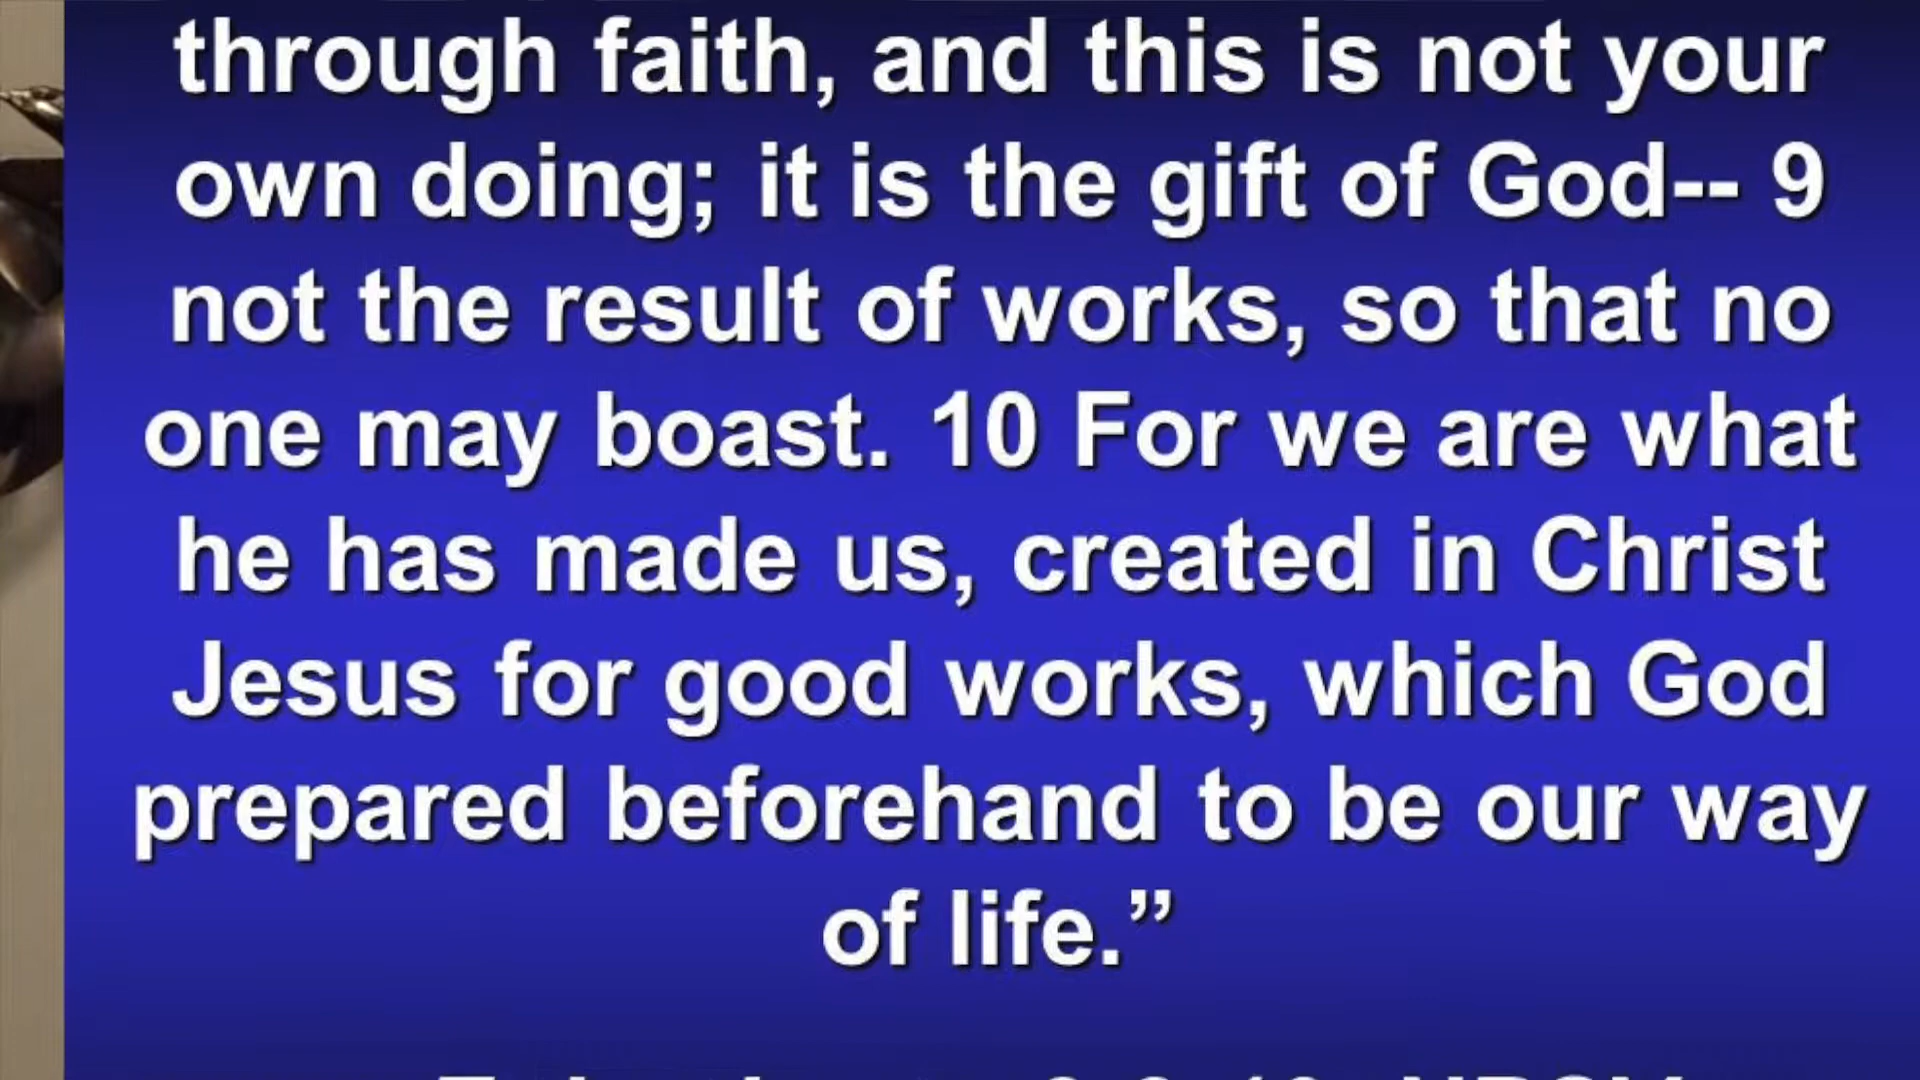 through faith, and this is not your
own doing; it is the gift of God-- 9
not the result of works, so that no
one may boast. 10 For we are what
he has made us, created in Christ
Jesus for good works, which God
prepared beforehand to be our way
of life.”